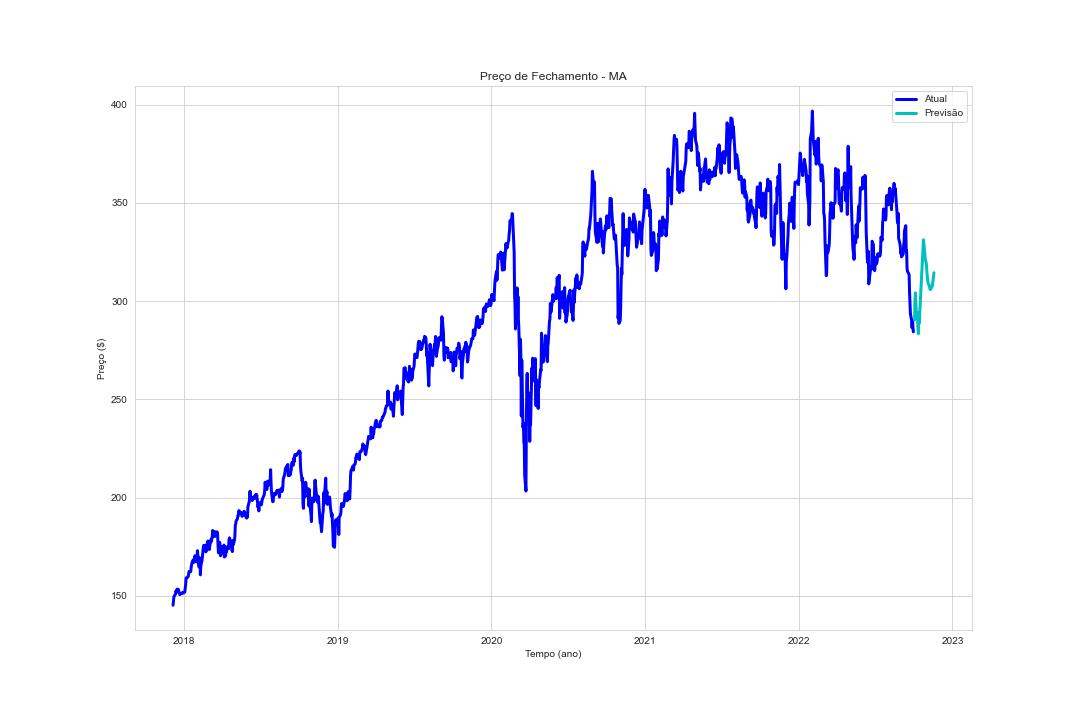 Preço de Fechamento - MA
Atual
Previsão
400
350
300
250
200
150
Preço ($)
2018 2019 2020 2021 2022 2023
Tempo (ano)